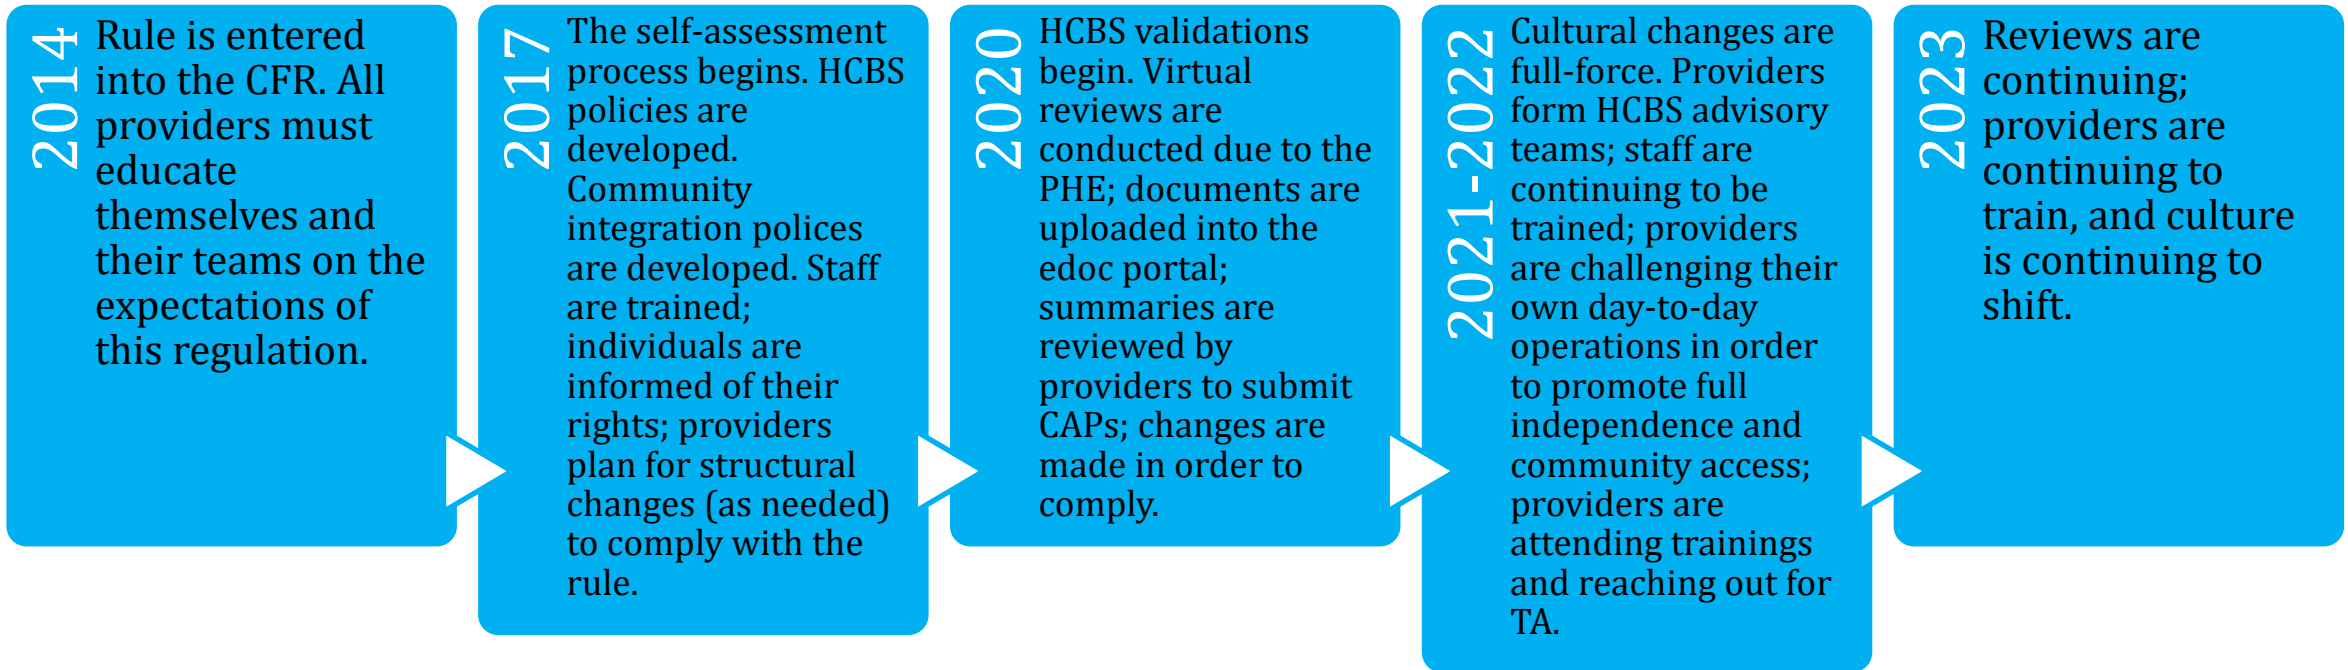 2014
Rule is entered
into the CFR. All
providers must
educate
themselves and
their teams on the
expectations of
this regulation.
2017
The self-assessment
process begins. HCBS
policies are
developed.
Community
integration polices
are developed. Staff
are trained;
individuals are
informed of their
rights; providers
plan for structural
changes (as needed)
to comply with the
rule.
2020
HCBS validations
begin. Virtual
reviews are
conducted due to the
PHE; documents are
uploaded into the
edoc portal;
summaries are
reviewed by
providers to submit
CAPs; changes are
made in order to
comply.
2021-2022
Cultural changes are
full-force. Providers
form HCBS advisory
teams; staff are
continuing to be
trained; providers
are challenging their
own day-to-day
operations in order
to promote full
independence and
community access;
providers are
attending trainings
and reaching out for
TA.
2023
Reviews are
continuing;
providers are
continuing to
train, and culture
is continuing to
shift.